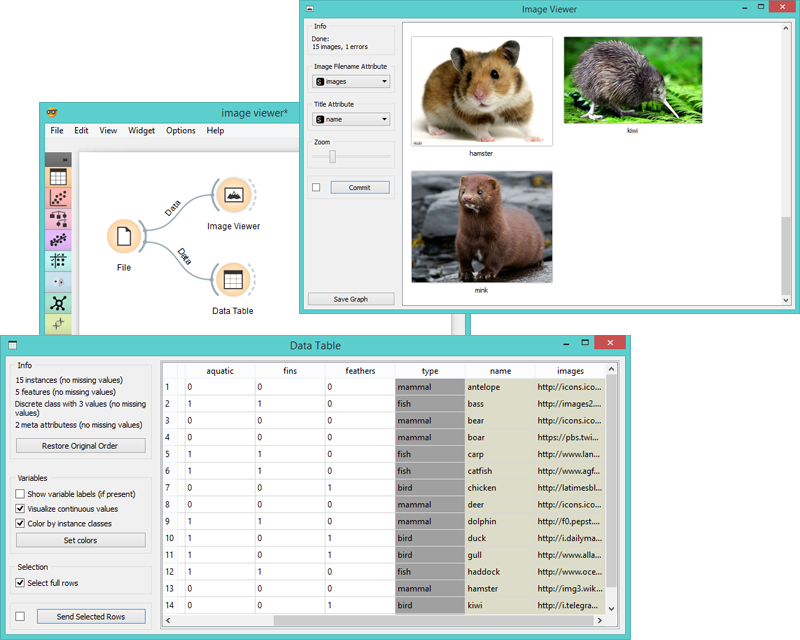 Image Viewer
Info
Done:
15 images, 1 errors
Image Filename Attribute
S images
Title Attribute
S name
Zoom
Commit
Save Graph
hamster
kiwi
mink
image viewer*
File Edit View Widget Options Help
Data
Data
File
Image Viewer
Data Table
Data Table
Info
15 instances (no missing values)
5 features (no missing values)
Discrete class with 3 values (no missing
values)
2 meta attributess (no missing values)
Restore Original Order
Variables
Show variable labels (if present)
Visualize continuous values
Color by instance classes
Set colors
Selection
Select full rows
Send Selected Rows
aquatic fins feathers type name images
1 0 0 0 mammal antelope http://icons.ico...
2 1 1 0 fish bass http://images2....
3 0 0 0 mammal bear http://icons.ico...
4 0 0 0 mammal boar https://pbs.twi...
5 1 1 0 fish carp http://www.lan...
6 1 1 0 fish catfish http://www.agf...
7 0 0 1 bird chicken http://latimesbl...
8 0 0 0 mammal deer http://icons.ico...
9 1 1 0 mammal dolphin http://f0.pepst....
10 1 0 1 bird duck http://i.dailyma...
11 1 0 1 bird gull http://www.alla...
12 1 1 0 fish haddock http://www.oce...
13 0 0 0 mammal hamster http://img3.wik...
14 0 0 1 bird kiwi http://i.telegra...